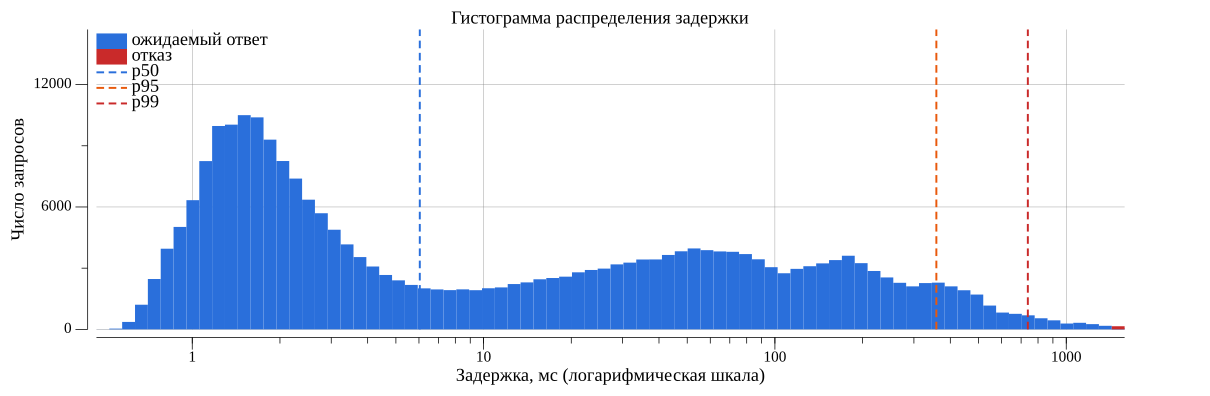 Гистограмма распределения задержки
ожидаемый ответ
отказ
p50
p95
p99
Число запросов
12000
6000
0
1
10
100
1000
Задержка, мс (логарифмическая шкала)